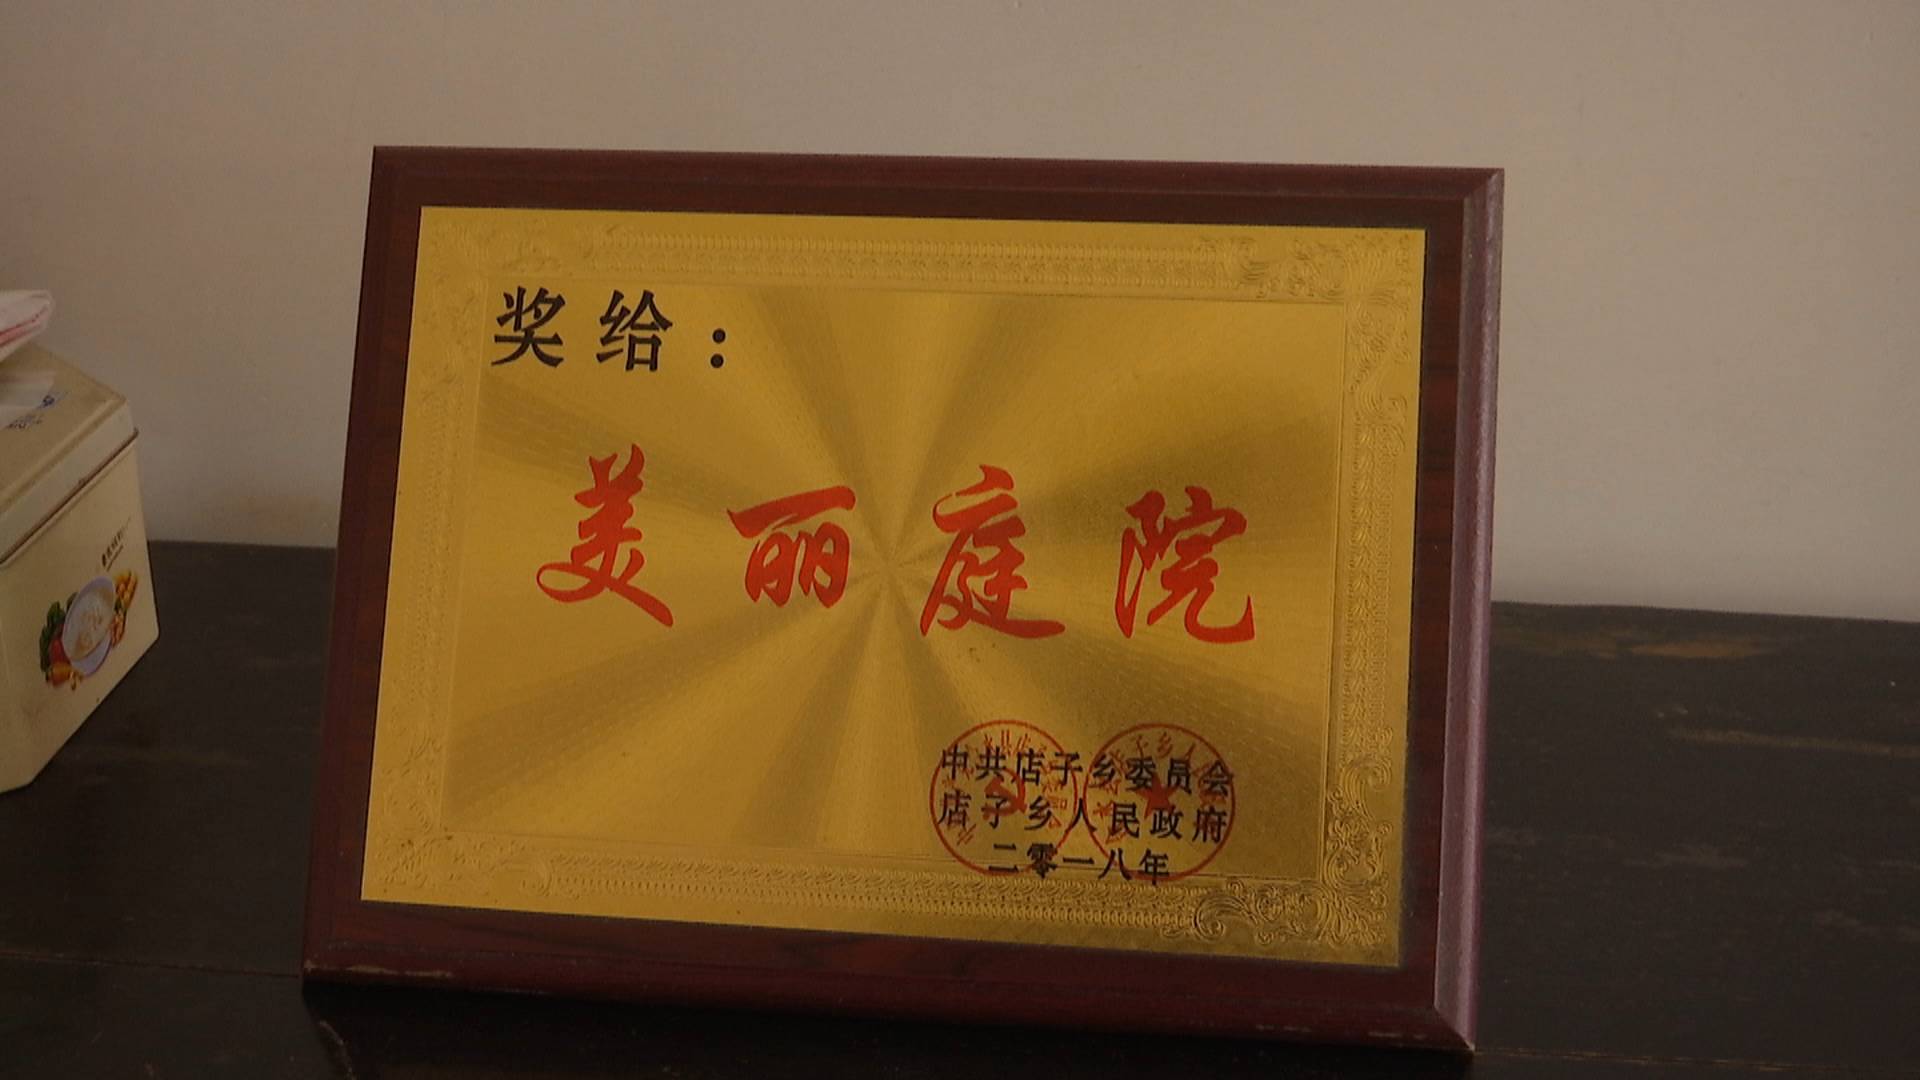 奖给：
美丽庭院
中共店子乡委员会
店子乡人民政府
二零一八年